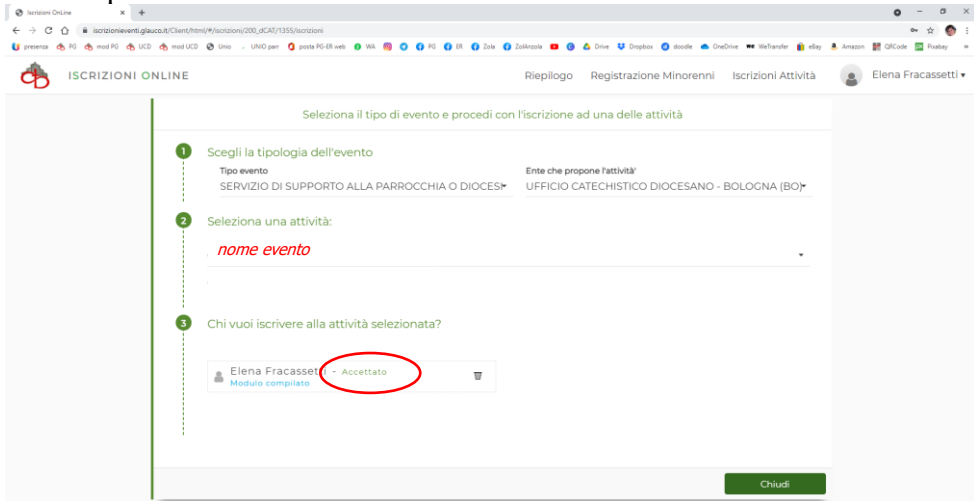 Iscrizioni OnLine
iscrizionieventi.glauco.it/Client/html/#/iscrizioni/200_dCAT/1355/iscrizioni
presenze PG mod PG UCD mod UCD Unio UNIO parr posta PG-ER web WA PG ER Zola ZolAnzola Drive Dropbox doodle OneDrive WeTransfer eBay Amazon QRCode Pixabay »
ISCRIZIONI ONLINE Riepilogo Registrazione Minorenni Iscrizioni Attività Elena Fracassetti
Seleziona il tipo di evento e procedi con l'iscrizione ad una delle attività
1 Scegli la tipologia dell'evento
Tipo evento Ente che propone l'attività'
SERVIZIO DI SUPPORTO ALLA PARROCCHIA O DIOCESI UFFICIO CATECHISTICO DIOCESANO - BOLOGNA (BO)
2 Seleziona una attività:
nome evento
3 Chi vuoi iscrivere alla attività selezionata?
Elena Fracassetti - Accettato
Modulo compilato
Chiudi